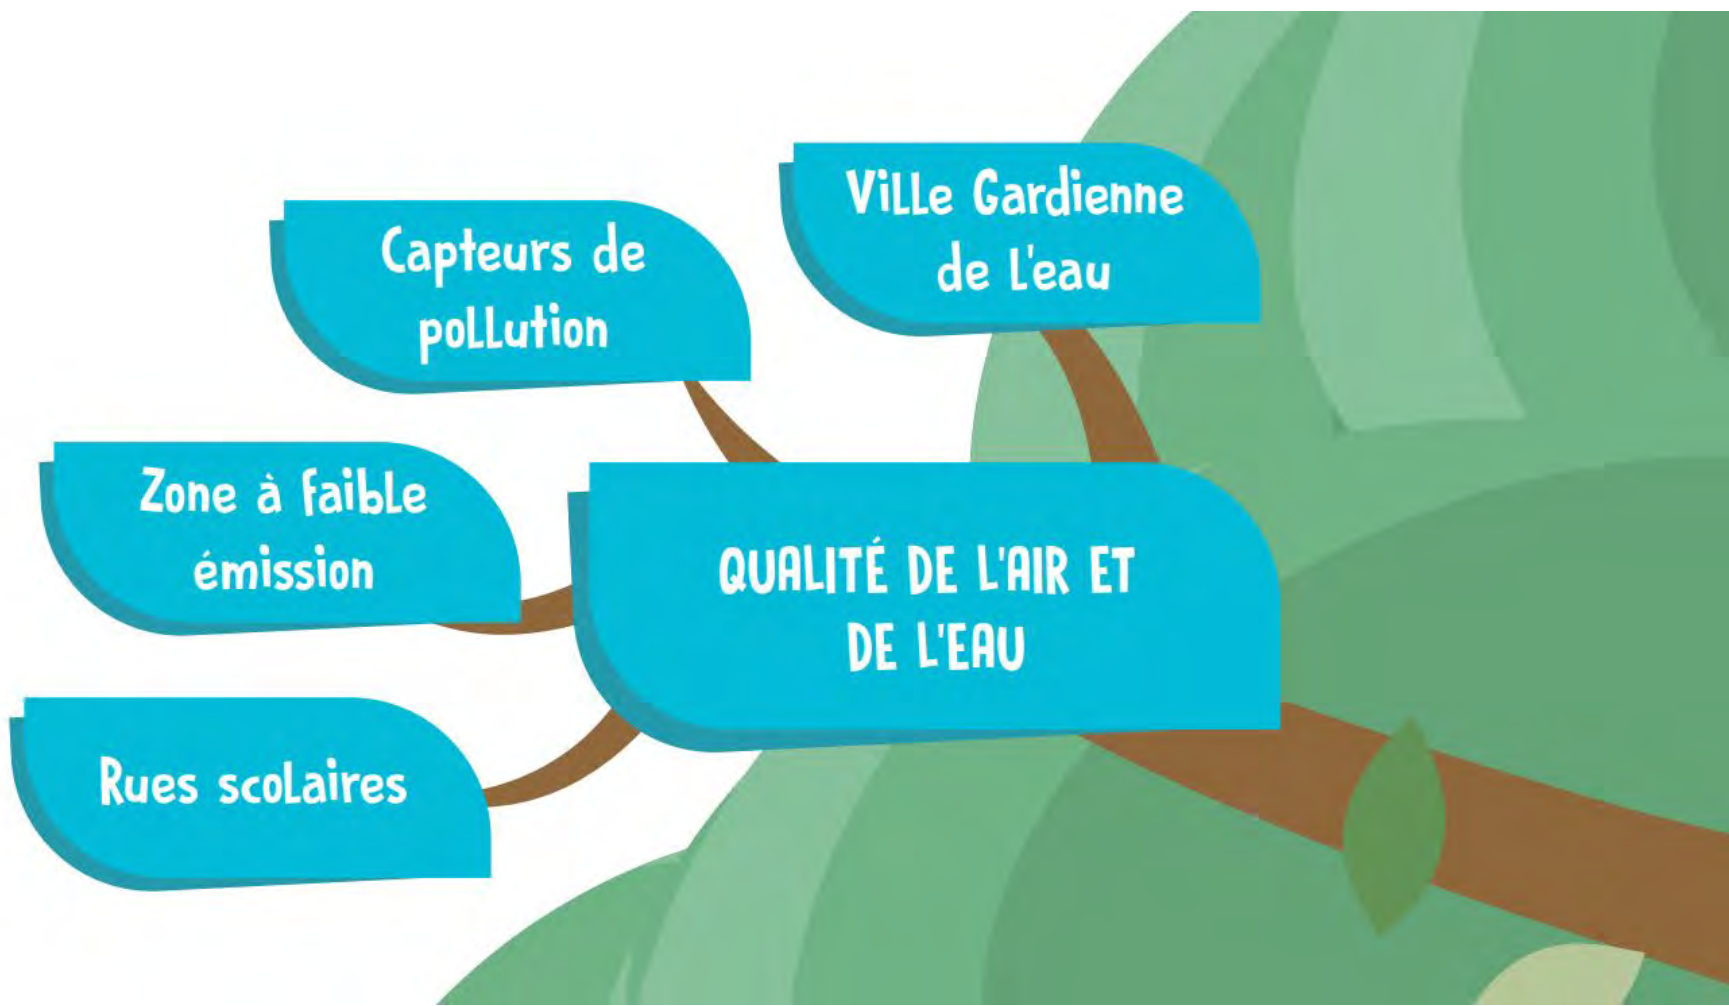 Ville Gardienne
de l'eau
Capteurs de
pollution
Zone à faible
émission
QUALITÉ DE L'AIR ET
DE L'EAU
Rues scolaires